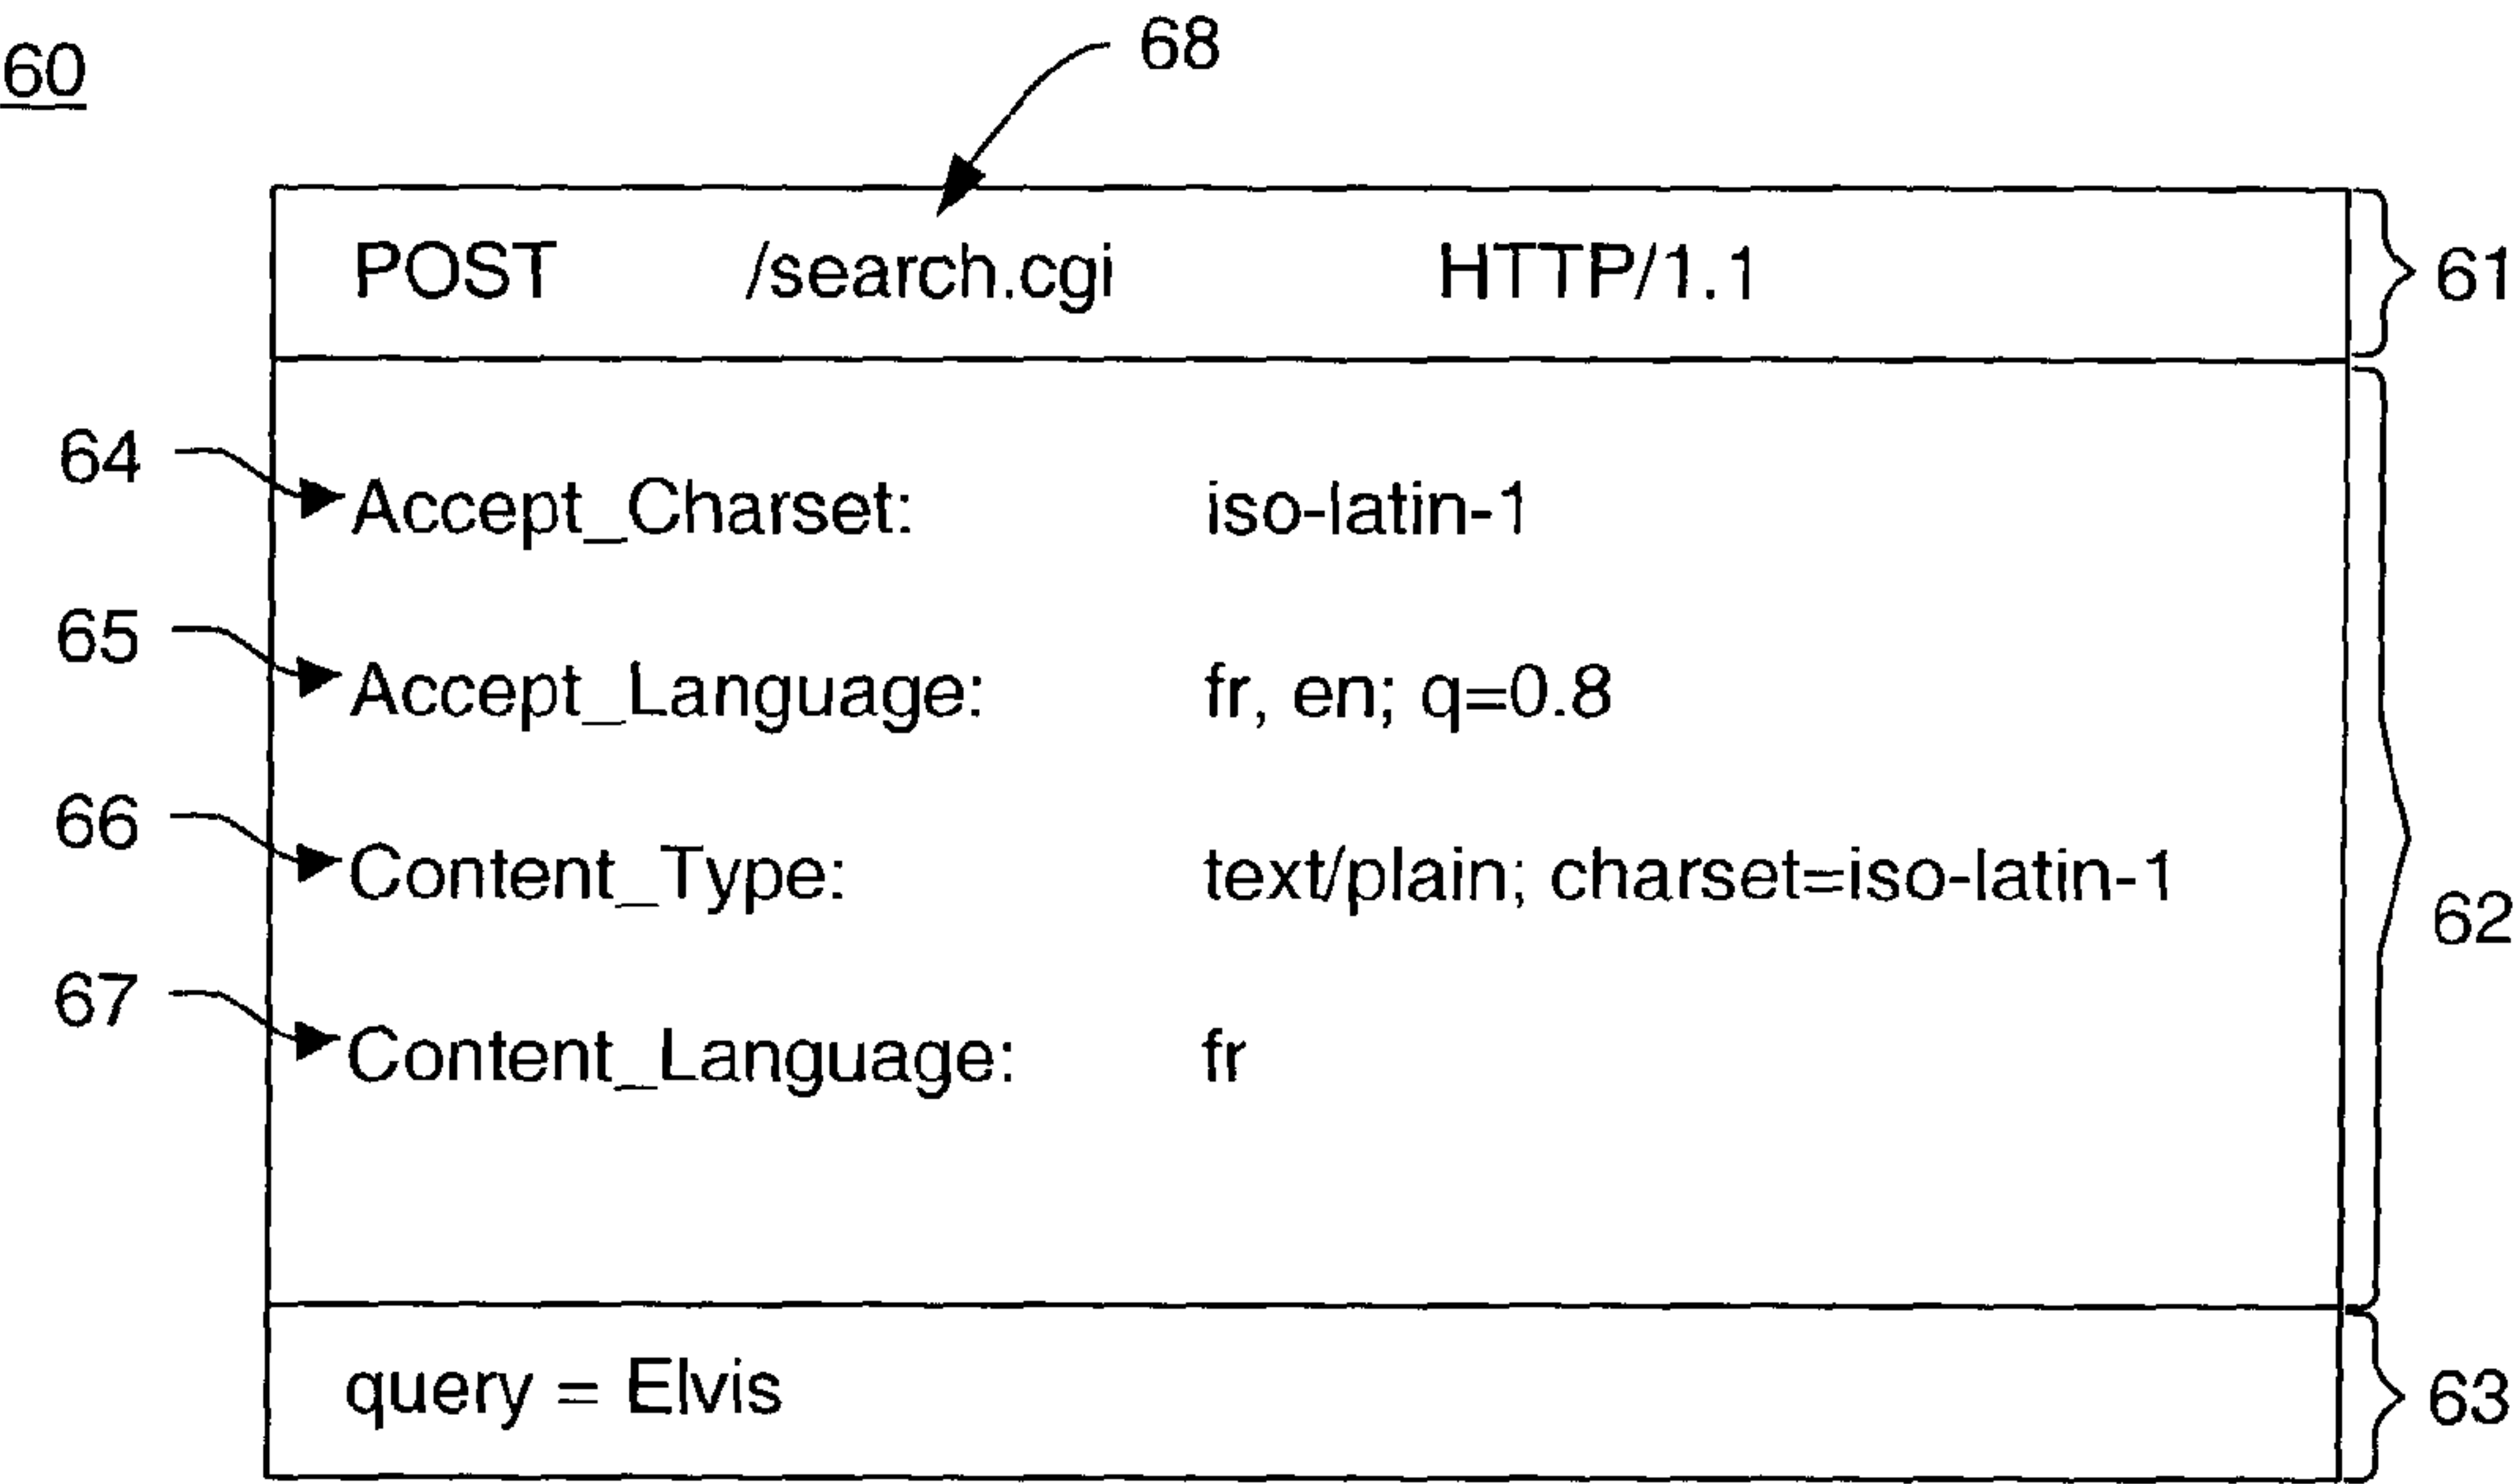 60
68
POST /search.cgi HTTP/1.1 61
64 Accept_Charset: iso-latin-1
65 Accept_Language: fr, en; q=0.8
66 Content_Type: text/plain; charset=iso-latin-1
62
67 Content_Language: fr
query = Elvis 63